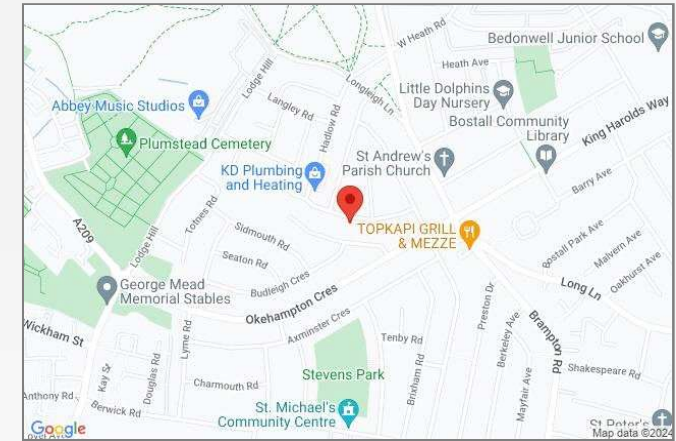 W Heath Rd
Bedonwell Junior School
Heath Ave
Lodge Hill
Longleigh Ln
Little Dolphins
Day Nursery
Abbey Music Studios
Langley Rd
Hadlow Rd
Bostall Community
Library
King Harolds Way
Plumstead Cemetery
St Andrew's
Parish Church
KD Plumbing
and Heating
Barry Ave
Totnes Rd
A209
Lodge Hill
Sidmouth Rd
TOPKAPI GRILL
& MEZZE
Bostall Park Ave
Malvern Ave
Oakhurst Ave
Seaton Rd
George Mead
Memorial Stables
Budleigh Cres
Long Ln
Okehampton Cres
Preston Dr
Axminster Cres
Brampton Rd
Wickham St
Lyme Rd
Tenby Rd
Berkeley Ave
Kay St
Douglas Rd
Brixham Rd
Mayfair Ave
Shakespeare Rd
Stevens Park
Charmouth Rd
Anthony Rd
Berwick Rd
St. Michael's
Community Centre
St Peter's
Google
Map data ©2024